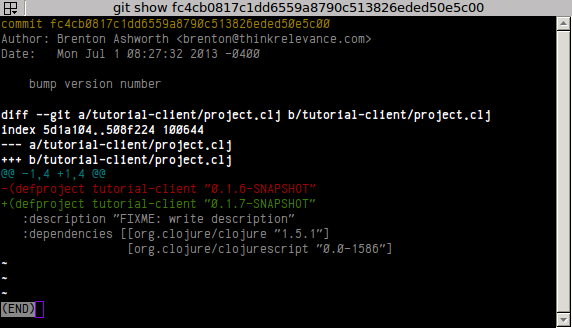 git show fc4cb0817c1dd6559a8790c513826eded50e5c00
commit fc4cb0817c1dd6559a8790c513826eded50e5c00
Author: Brenton Ashworth <brenton@thinkrelevance.com>
Date:   Mon Jul 1 08:27:32 2013 -0400
    bump version number
diff --git a/tutorial-client/project.clj b/tutorial-client/project.clj
index 5d1a104..508f224 100644
--- a/tutorial-client/project.clj
+++ b/tutorial-client/project.clj
@@ -1,4 +1,4 @@
-(defproject tutorial-client "0.1.6-SNAPSHOT"
+(defproject tutorial-client "0.1.7-SNAPSHOT"
   :description "FIXME: write description"
   :dependencies [[org.clojure/clojure "1.5.1"]
                  [org.clojure/clojurescript "0.0-1586"]
~
~
~
(END)